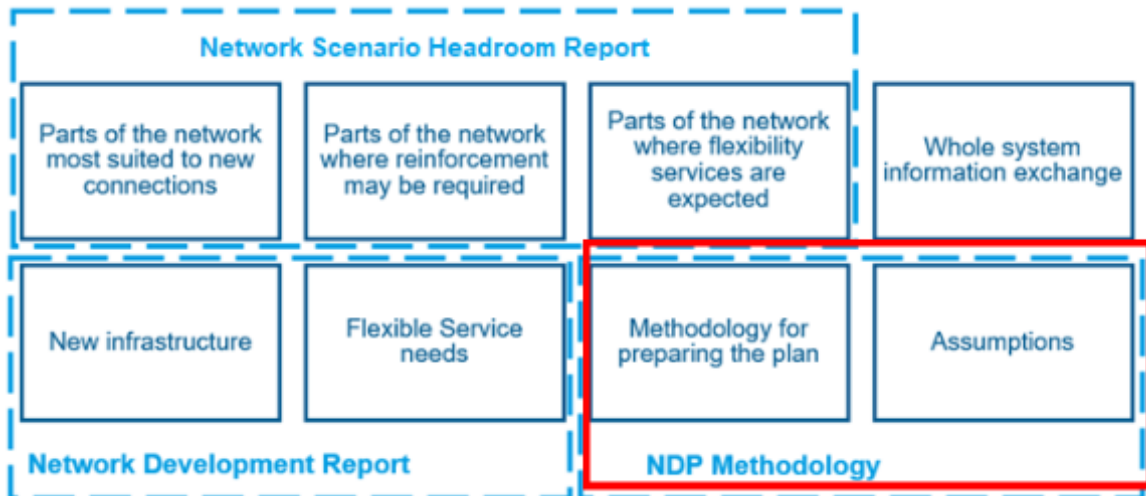 Network Scenario Headroom Report
Parts of the network
most suited to new
connections
Parts of the network
where reinforcement
may be required
Parts of the network
where flexibility
services are
expected
Whole system
information exchange
New infrastructure
Flexible Service
needs
Methodology for
preparing the plan
Assumptions
Network Development Report
NDP Methodology